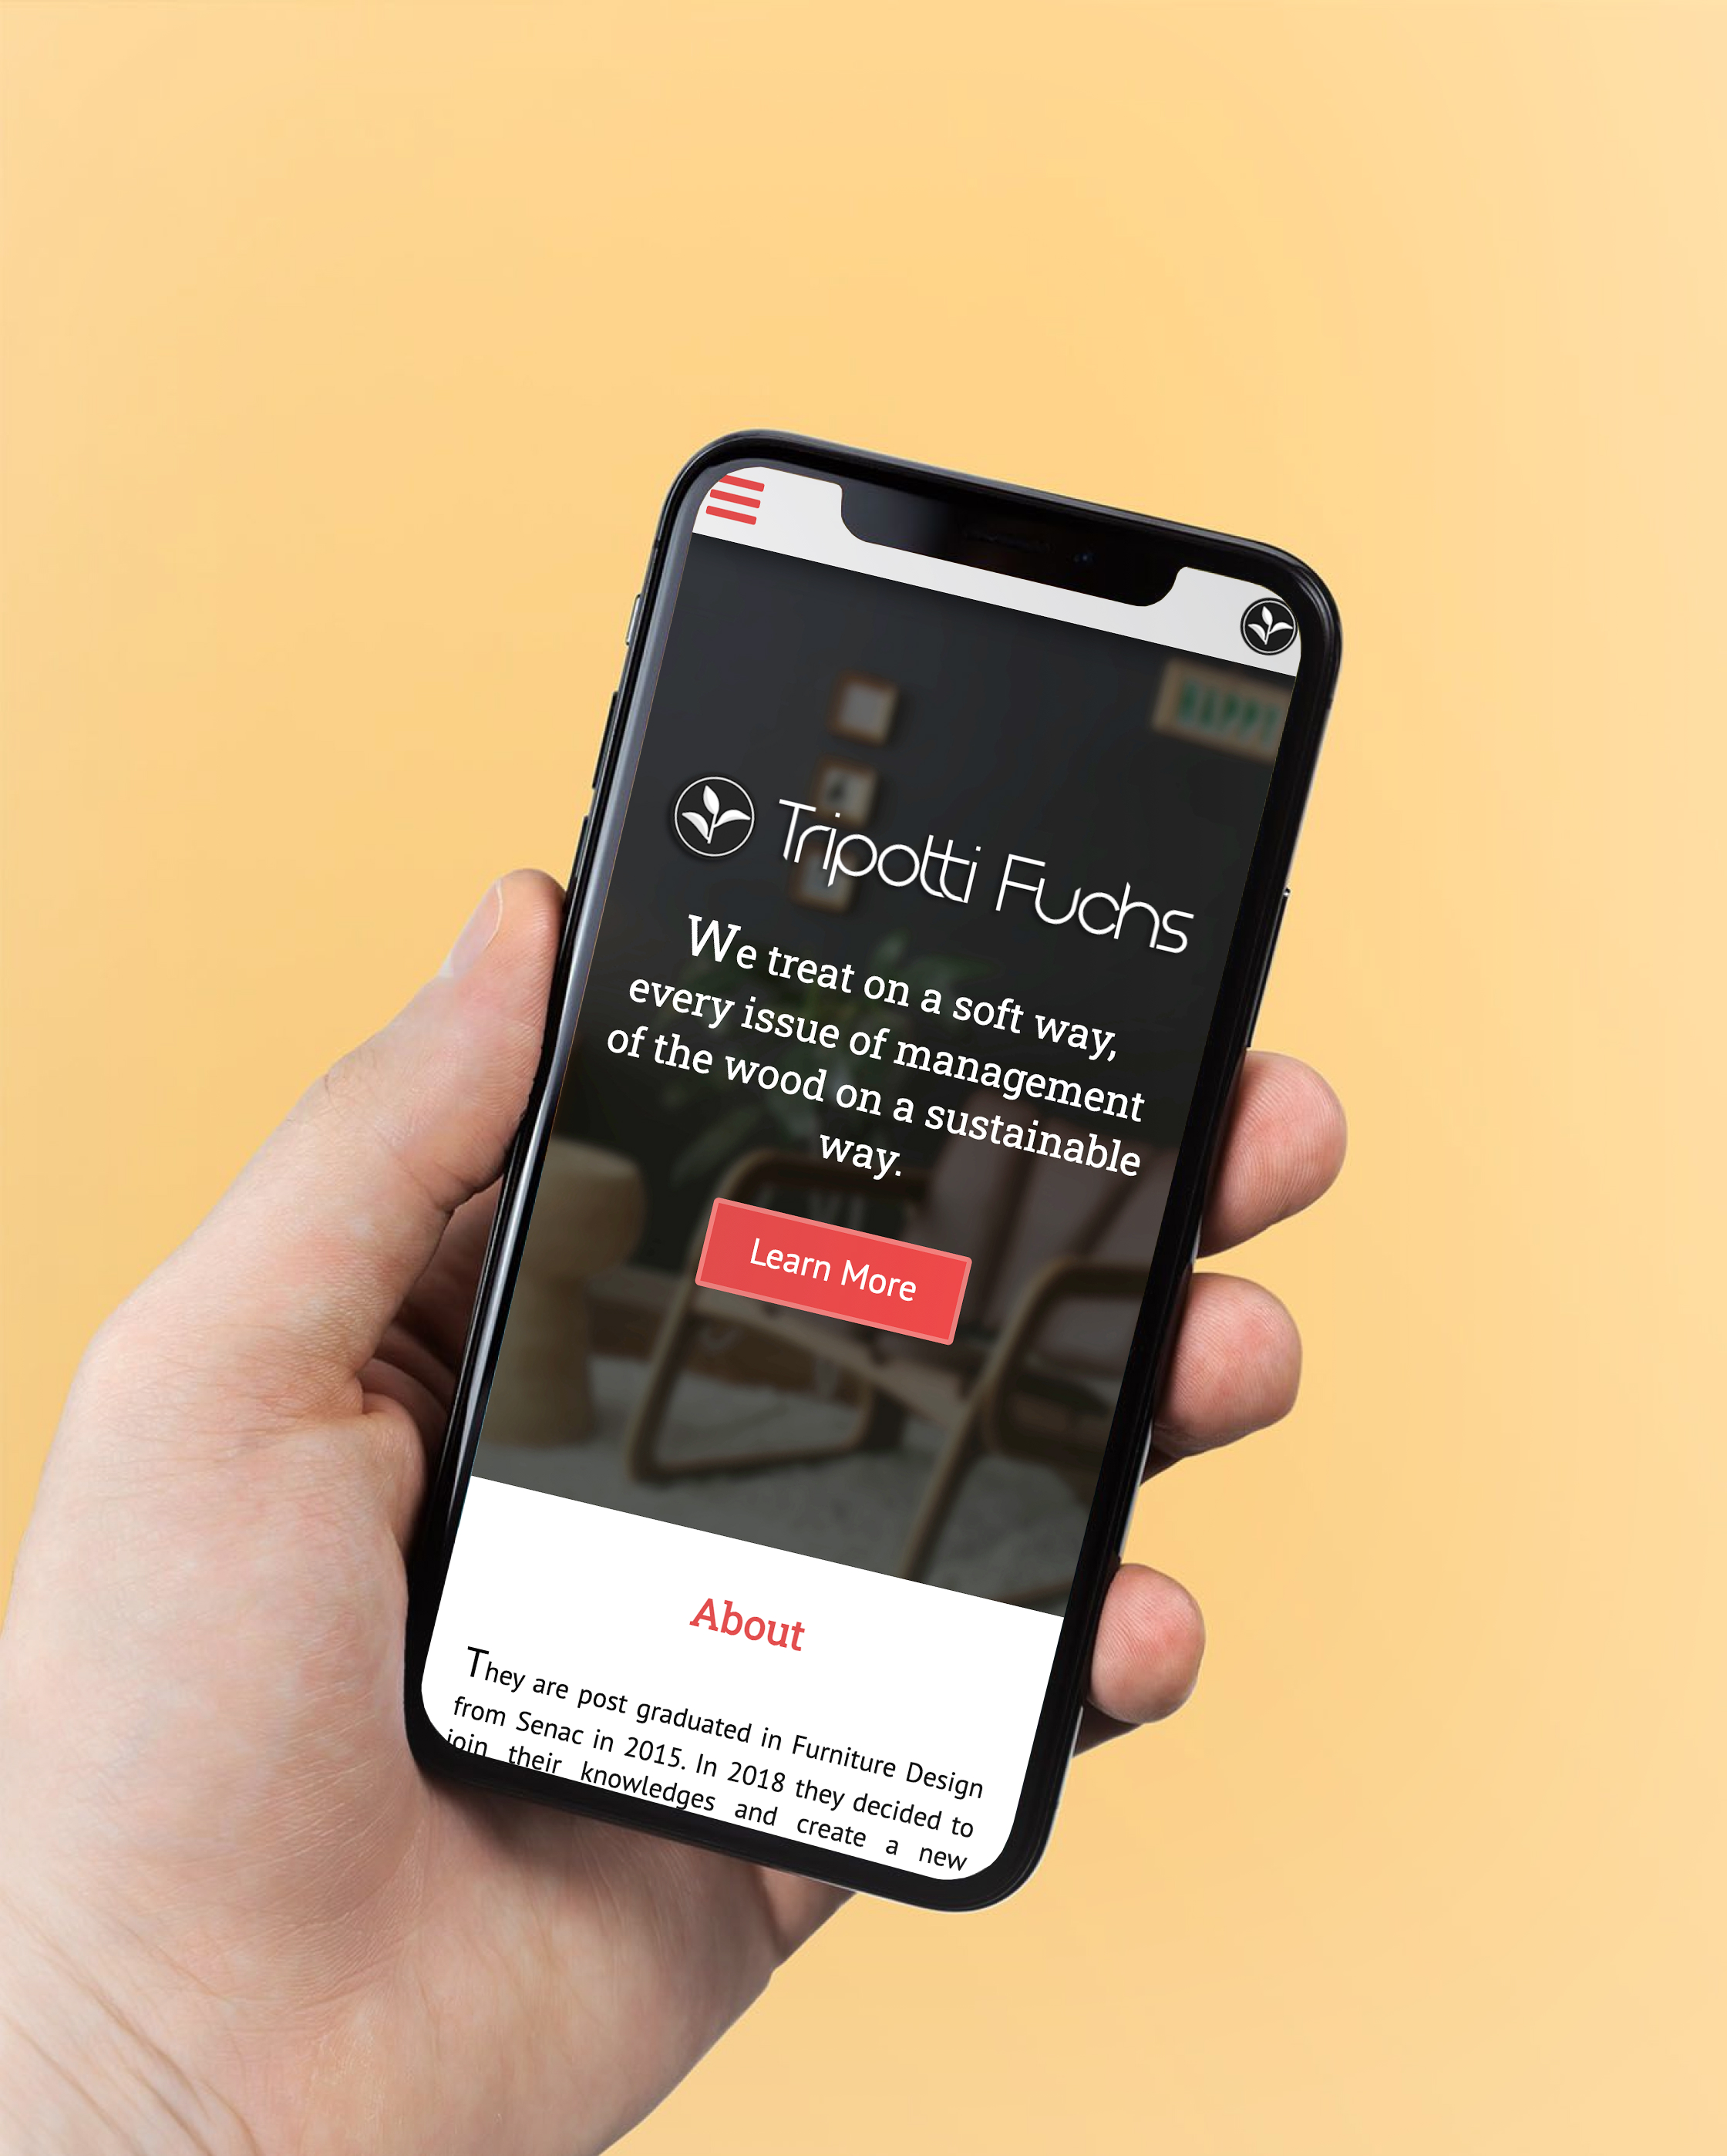 HAPPY
Tripotti Fuchs
We treat on a soft way,
every issue of management
of the wood on a sustainable
way.
Learn More
About
They are post graduated in Furniture Design
from Senac in 2015. In 2018 they decided to
join their knowledges and create a new